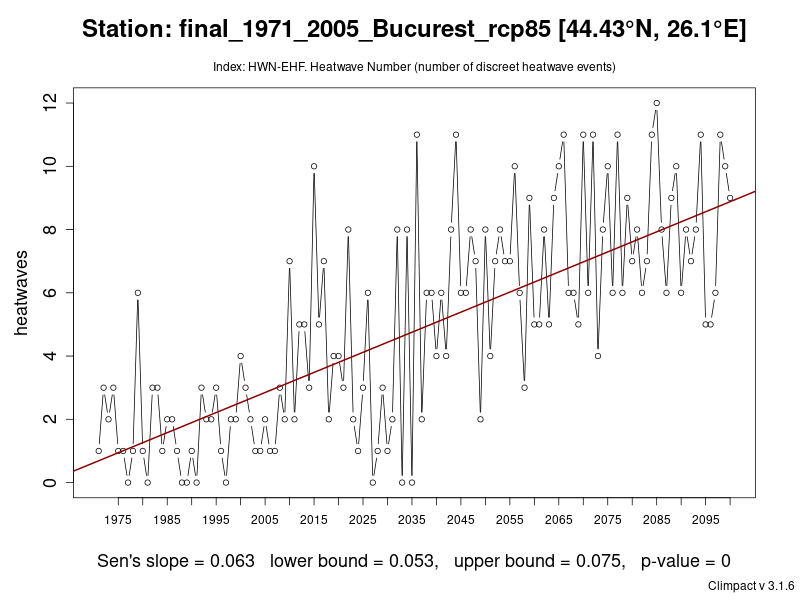 Station: final_1971_2005_Bucurest_rcp85 [44.43°N, 26.1°E]
Index: HWN-EHF. Heatwave Number (number of discreet heatwave events)
12
10
8
6
4
2
0
heatwaves
1975 1985 1995 2005 2015 2025 2035 2045 2055 2065 2075 2085 2095
Sen's slope = 0.063 lower bound = 0.053, upper bound = 0.075, p-value = 0
Climpact v 3.1.6